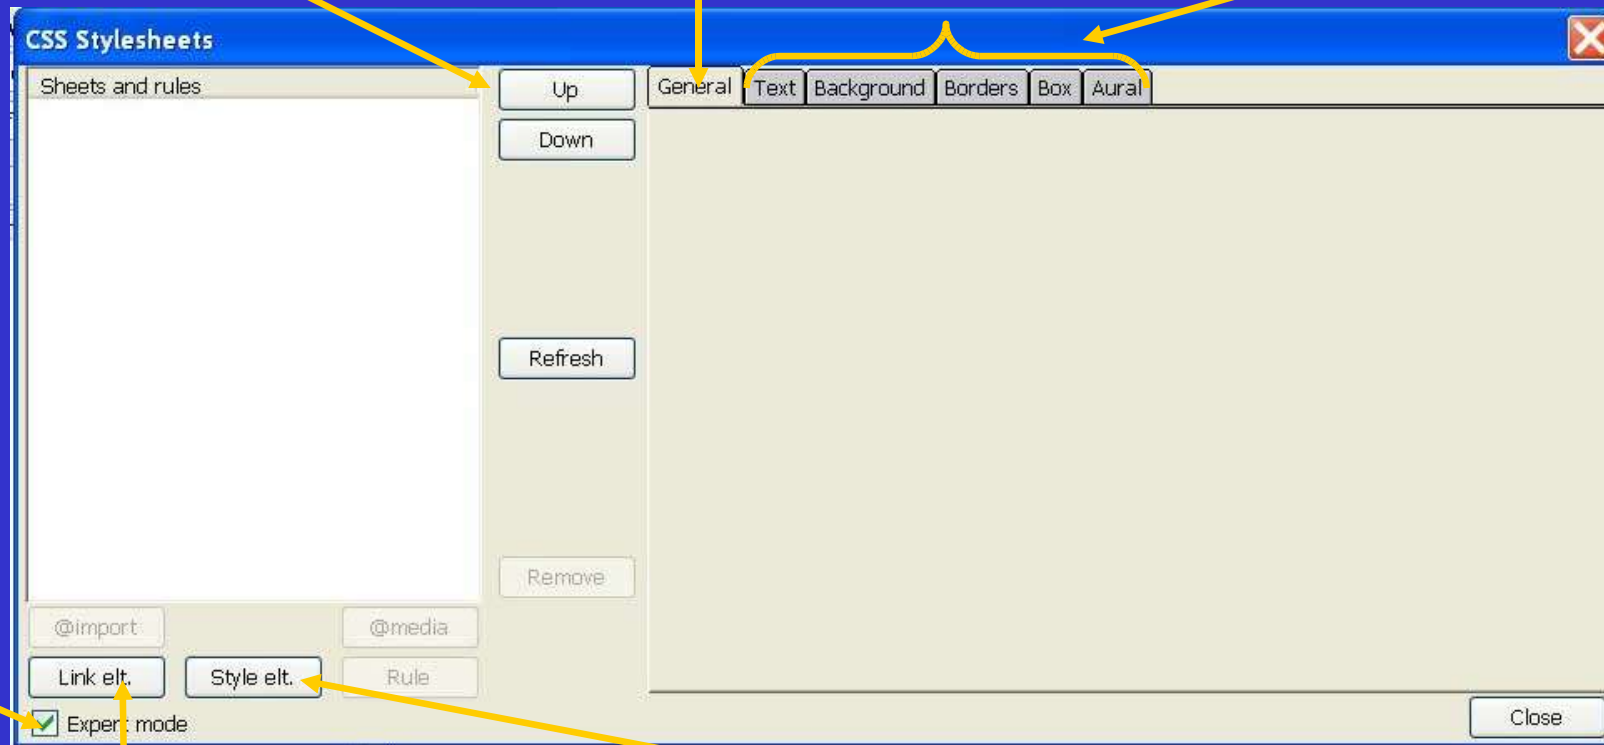 CSS Stylesheets
Sheets and rules
Up
General Text Background Borders Box Aural
Down
Refresh
Remove
@import @media
Link elt. Style elt. Rule
Expert mode
Close